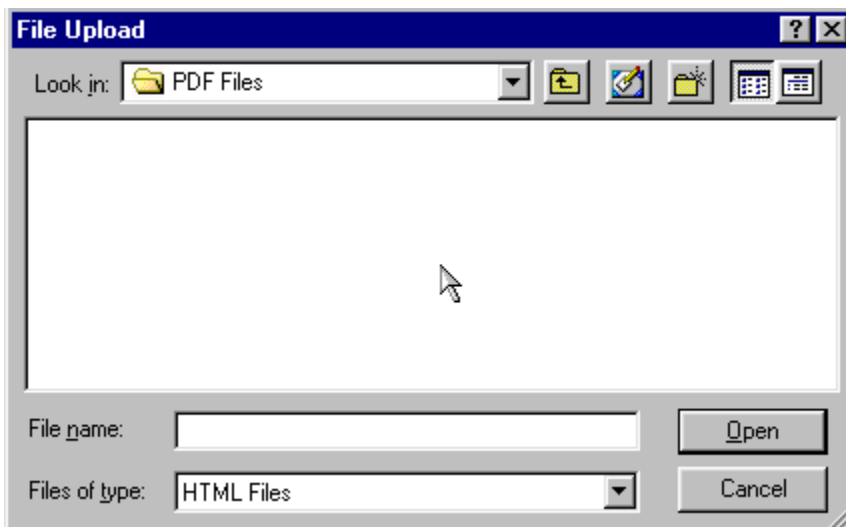 File Upload
Look in: PDF Files
File name:
Open
Files of type: HTML Files
Cancel